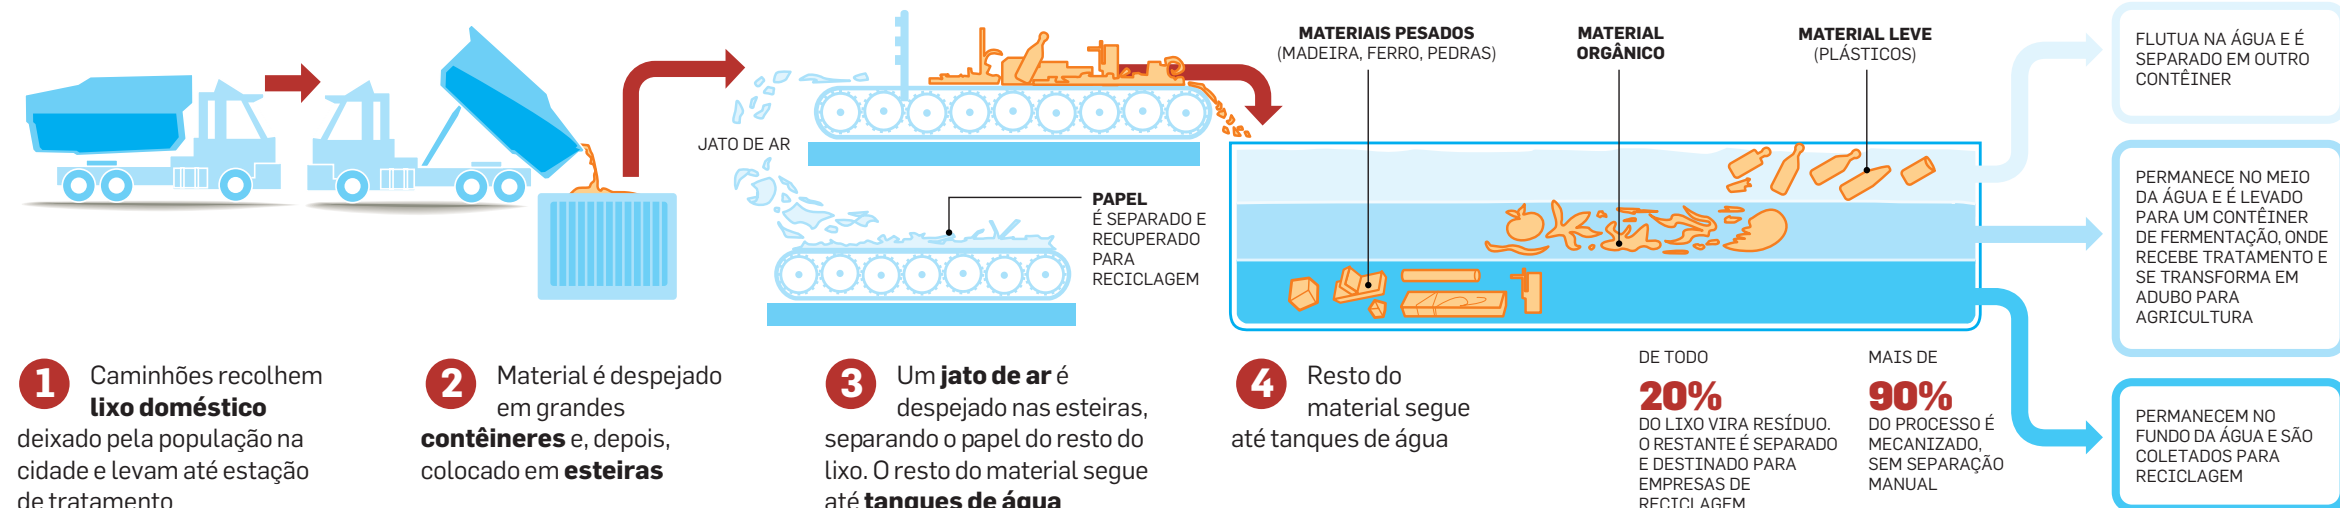 JATO DE AR
PAPEL
É SEPARADO E
RECUPERADO
PARA
RECICLAGEM
MATERIAIS PESADOS
(MADEIRA, FERRO, PEDRAS)
MATERIAL
ORGÂNICO
MATERIAL LEVE
(PLÁSTICOS)
FLUTUA NA ÁGUA E É
SEPARADO EM OUTRO
CONTÊINER
PERMANECE NO MEIO
DA ÁGUA E É LEVADO
PARA UM CONTÊINER
DE FERMENTAÇÃO, ONDE
RECEBE TRATAMENTO E
SE TRANSFORMA EM
ADUBO PARA
AGRICULTURA
PERMANECEM NO
FUNDO DA ÁGUA E SÃO
COLETADOS PARA
RECICLAGEM
1 Caminhões recolhem
lixo doméstico
deixado pela população na
cidade e levam até estação
de tratamento
2 Material é despejado
em grandes
contêineres e, depois,
colocado em esteiras
3 Um jato de ar é
despejado nas esteiras,
separando o papel do resto do
lixo. O resto do material segue
até tanques de água
4 Resto do
material segue
até tanques de água
DE TODO
20%
DO LIXO VIRA RESÍDUO.
O RESTANTE É SEPARADO
E DESTINADO PARA
EMPRESAS DE
RECICLAGEM
MAIS DE
90%
DO PROCESSO É
MECANIZADO,
SEM SEPARAÇÃO
MANUAL